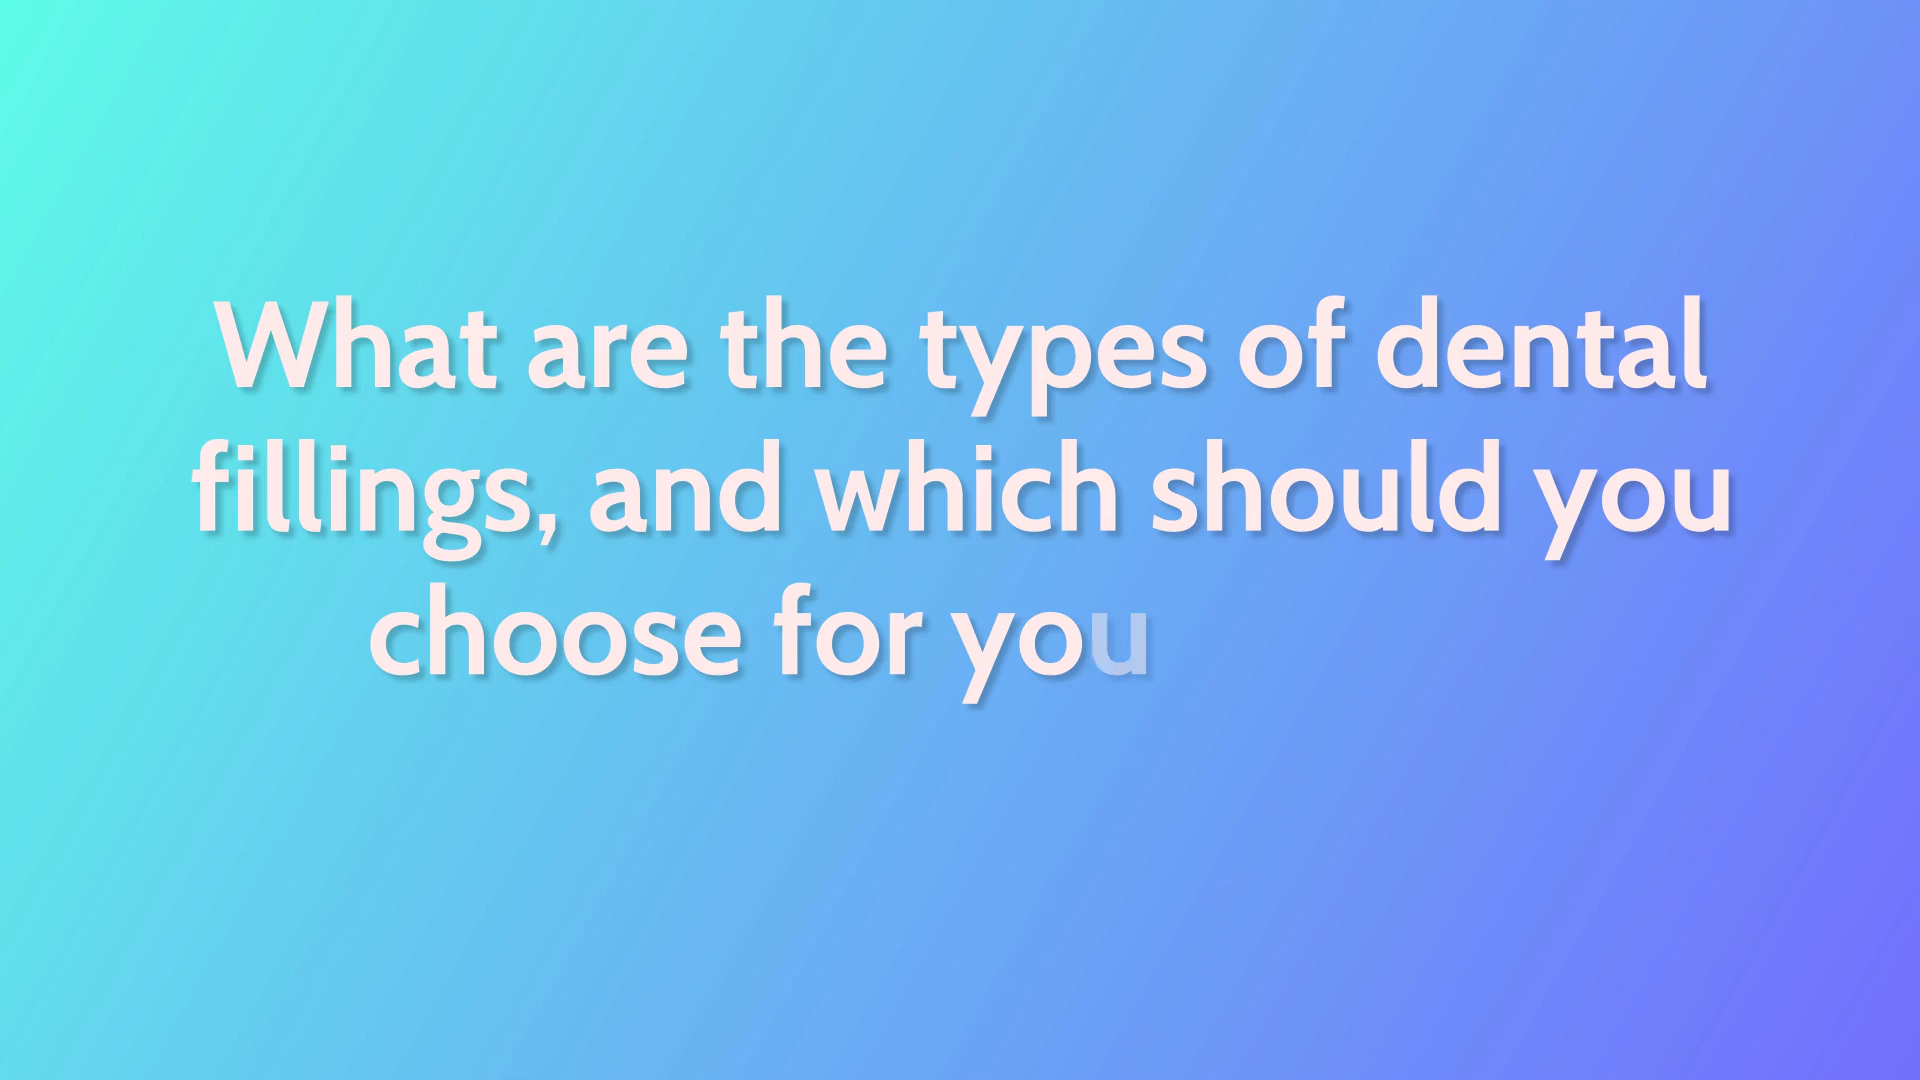 What are the types of dental
fillings, and which should you
choose for you